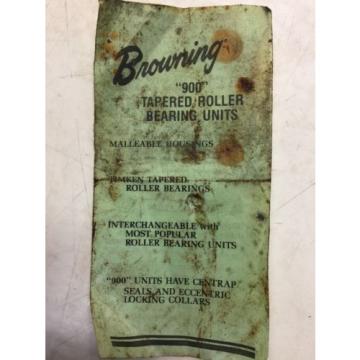 Browning
"900"
TAPERED ROLLER
BEARING UNITS
MALLEABLE HOUSINGS
TIMKEN TAPERED
ROLLER BEARINGS
INTERCHANGEABLE with
MOST POPULAR
ROLLER BEARING UNITS
"900" UNITS HAVE CENTRAP
SEALS AND ECCENTRIC
LOCKING COLLARS